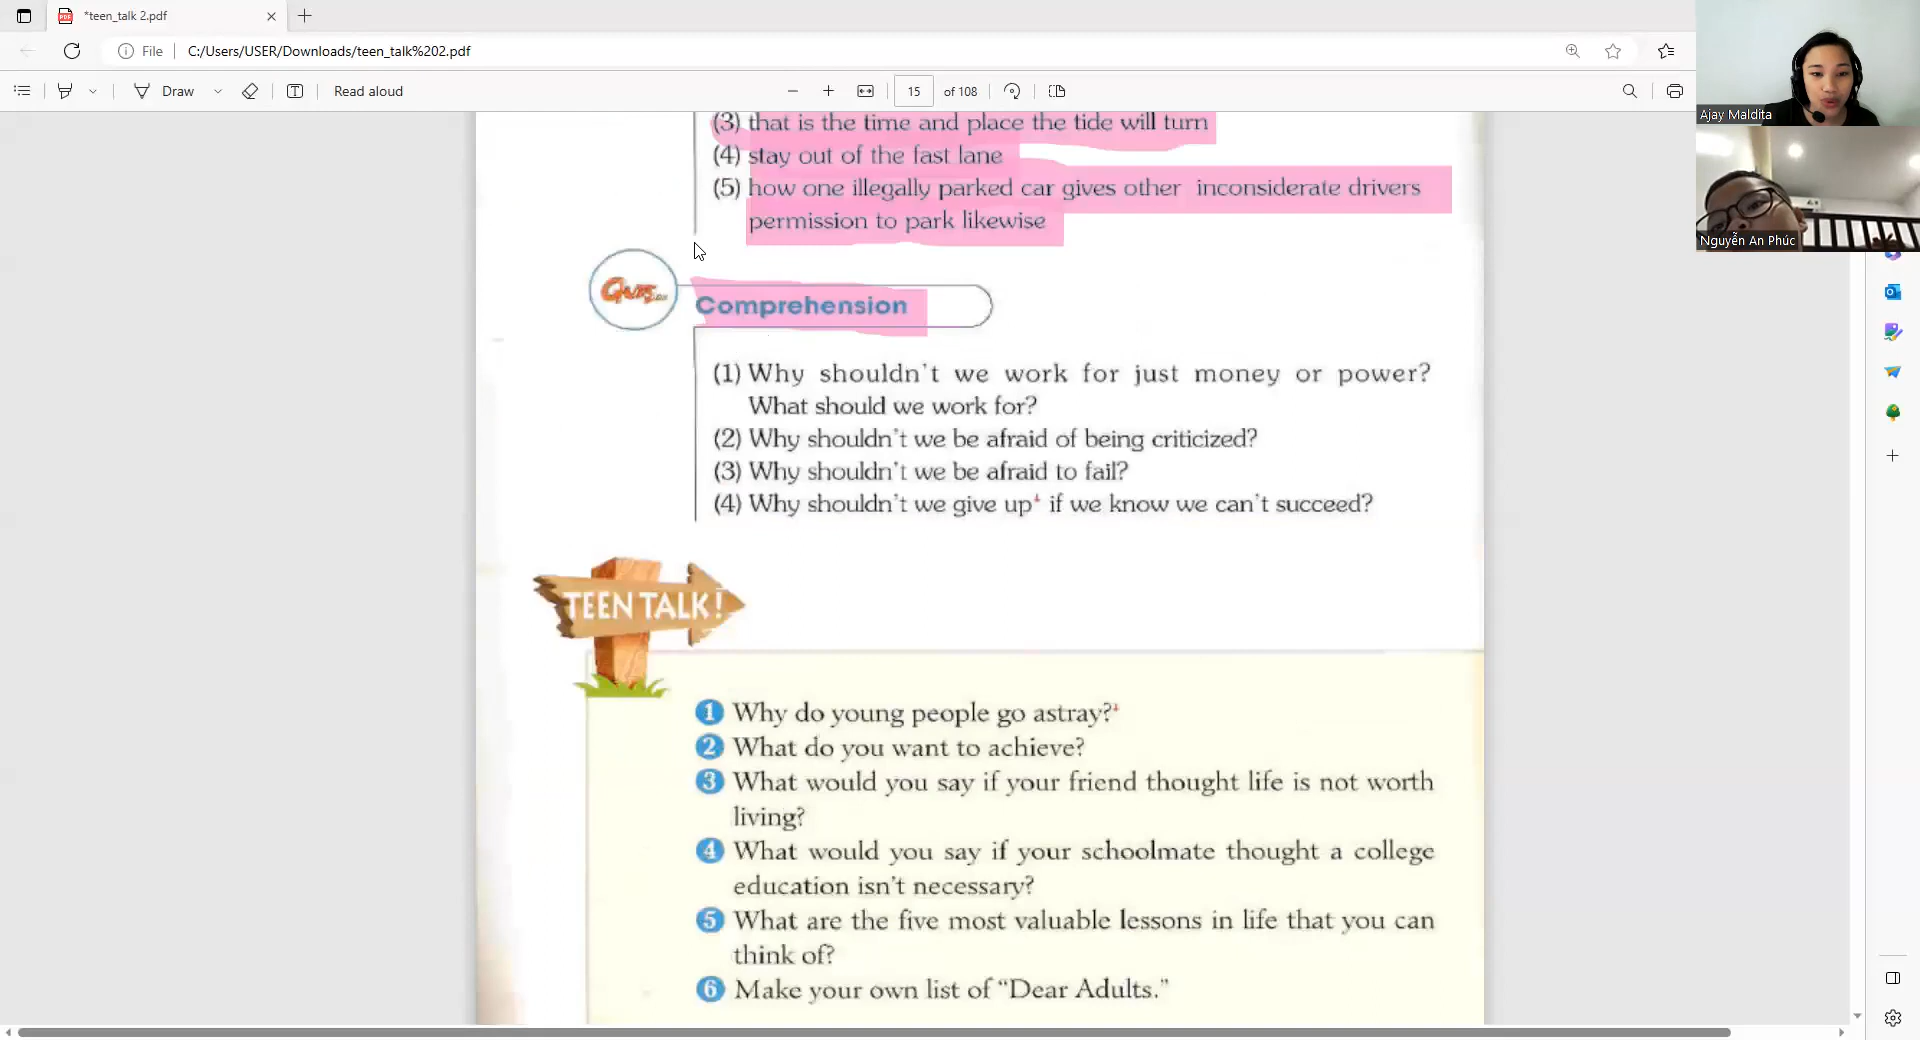 *teen_talk 2.pdf
File C:/Users/USER/Downloads/teen_talk%202.pdf
Draw Read aloud 15 of 108
(3) that is the time and place the tide will turn
(4) stay out of the fast lane
(5) how one illegally parked car gives other inconsiderate drivers
permission to park likewise
Comprehension
(1) Why shouldn't we work for just money or power?
What should we work for?
(2) Why shouldn't we be afraid of being criticized?
(3) Why shouldn't we be afraid to fail?
(4) Why shouldn't we give up if we know we can't succeed?
TEEN TALK!
1 Why do young people go astray?
2 What do you want to achieve?
3 What would you say if your friend thought life is not worth
living?
4 What would you say if your schoolmate thought a college
education isn't necessary?
5 What are the five most valuable lessons in life that you can
think of?
6 Make your own list of "Dear Adults."
Ajay Maldita
Nguyễn An Phúc